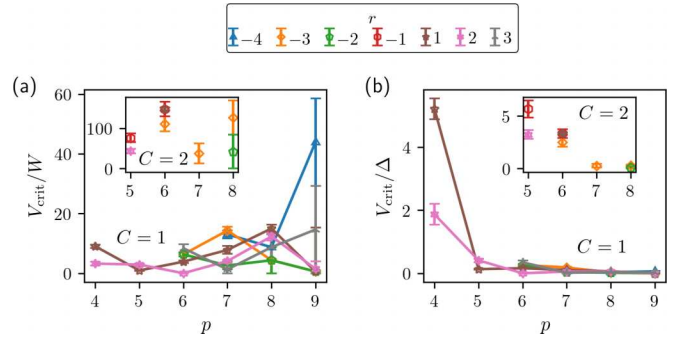 r
−4 −3 −2 −1 1 2 3
(a)
V_crit/W
60
40
20
0
100
0
C = 2
5 6 7 8
C = 1
4 5 6 7 8 9
p
(b)
V_crit/Δ
4
2
0
5
0
C = 2
5 6 7 8
C = 1
4 5 6 7 8 9
p